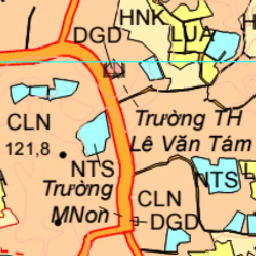 HNK
DGD
LUA
H
Trường TH
CLN
Lê Văn Tám
121,8
NTS
NTS
L
Trường
CLN
MNon
DGD